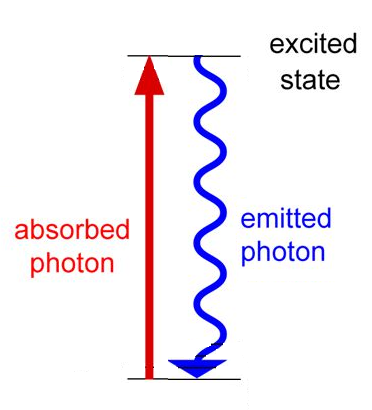 excited
state
absorbed
photon
emitted
photon